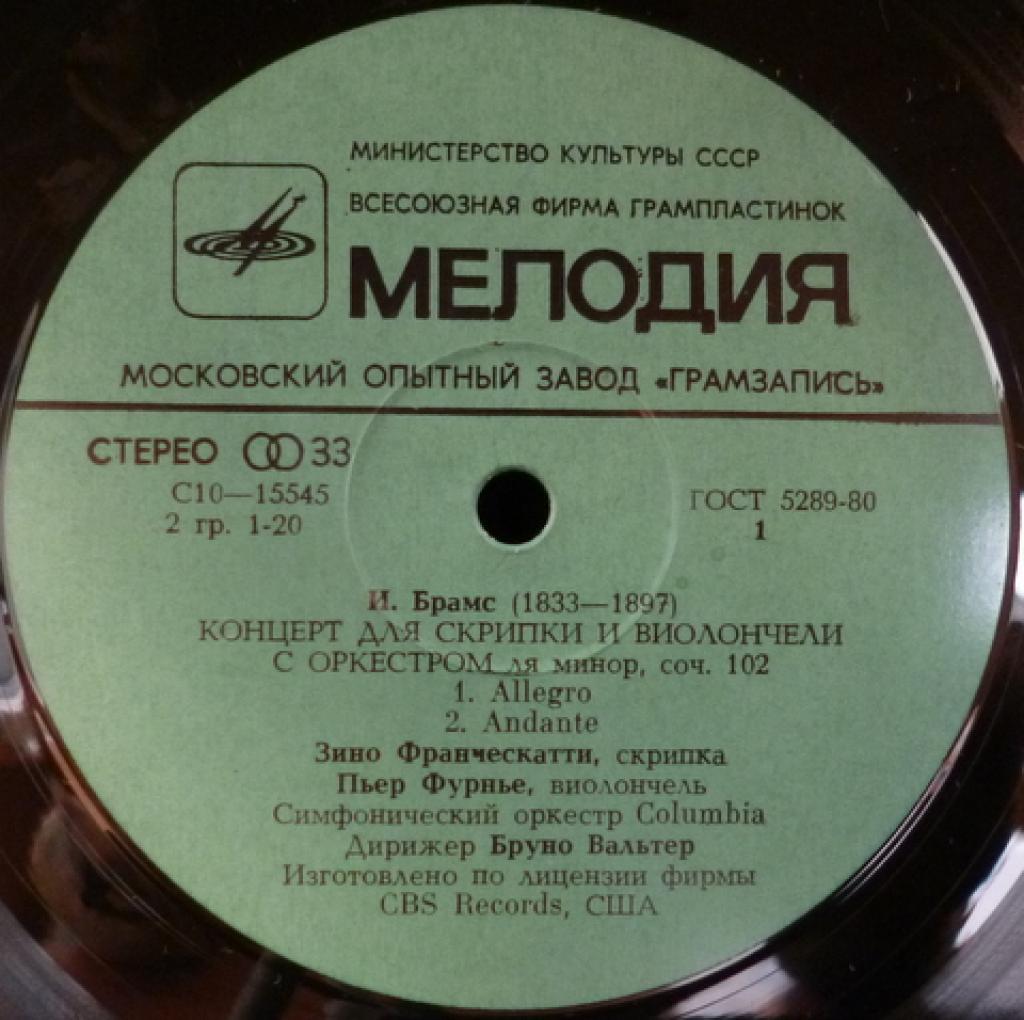 МИНИСТЕРСТВО КУЛЬТУРЫ СССР
ВСЕСОЮЗНАЯ ФИРМА ГРАМПЛАСТИНОК
МЕЛОДИЯ
МОСКОВСКИЙ ОПЫТНЫЙ ЗАВОД «ГРАМЗАПИСЬ»
СТЕРЕО 33
С10—15545
2 гр. 1-20
ГОСТ 5289-80
1
И. Брамс (1833—1897)
КОНЦЕРТ ДЛЯ СКРИПКИ И ВИОЛОНЧЕЛИ
С ОРКЕСТРОМ ля минор, соч. 102
1. Allegro
2. Andante
Зино Франческатти, скрипка
Пьер Фурнье, виолончель
Симфонический оркестр Columbia
Дирижер Бруно Вальтер
Изготовлено по лицензии фирмы
CBS Records, США